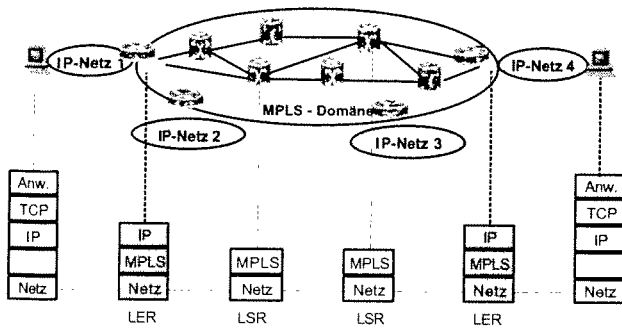 IP-Netz 1
IP-Netz 4
MPLS - Domäne
IP-Netz 2
IP-Netz 3
Anw.
TCP
IP
Netz
IP
MPLS
Netz
LER
MPLS
Netz
LSR
MPLS
Netz
LSR
IP
MPLS
Netz
LER
Anw.
TCP
IP
Netz